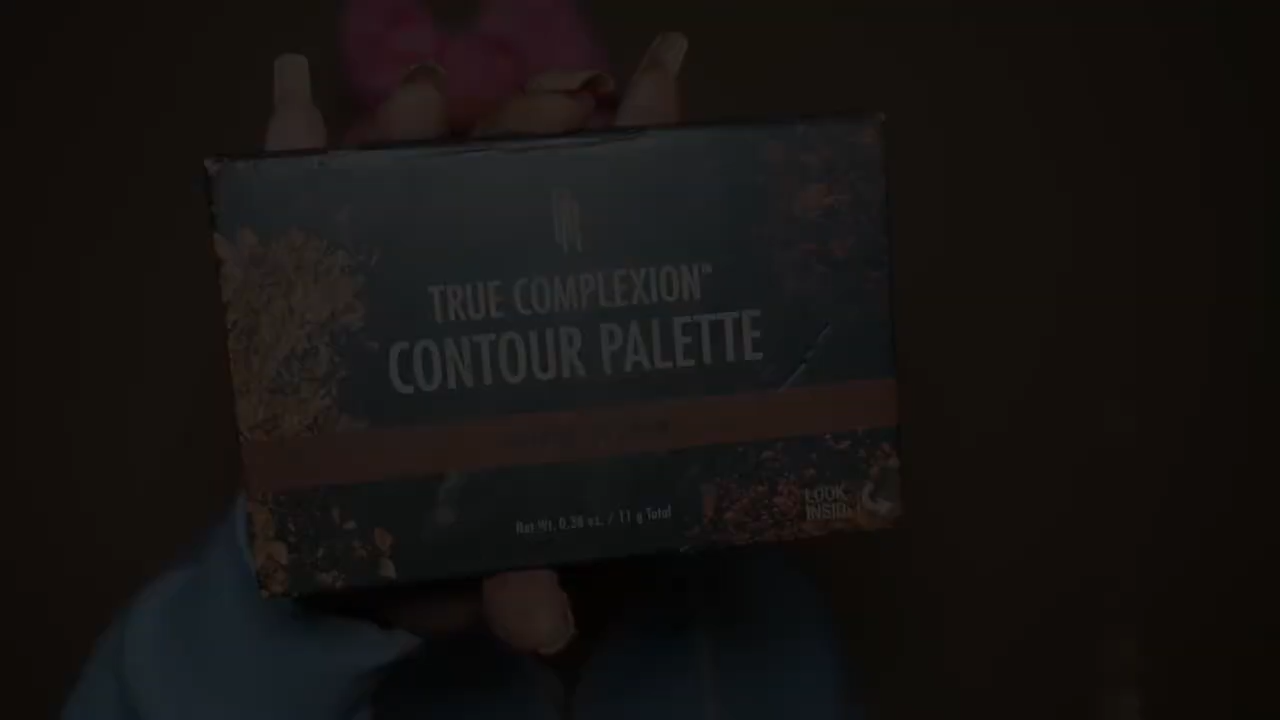 TRUE COMPLEXION™
CONTOUR PALETTE
Net Wt. 0.38 oz. / 11 g Total
LOOK
INSIDE